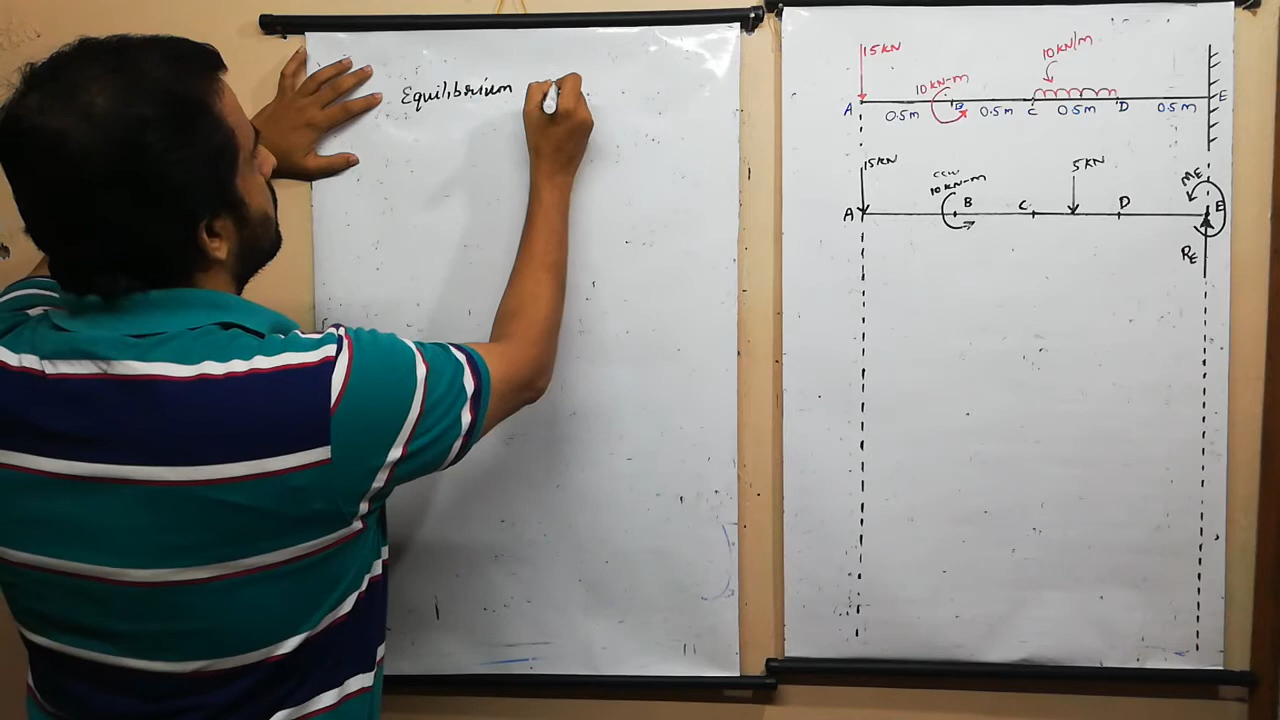 Equilibrium
15KN
10KN/m
10KN-m
A B C D E
0.5m 0.5m 0.5m 0.5m
15KN
CCW
10KN-m
5KN
ME
A B C D E
RE